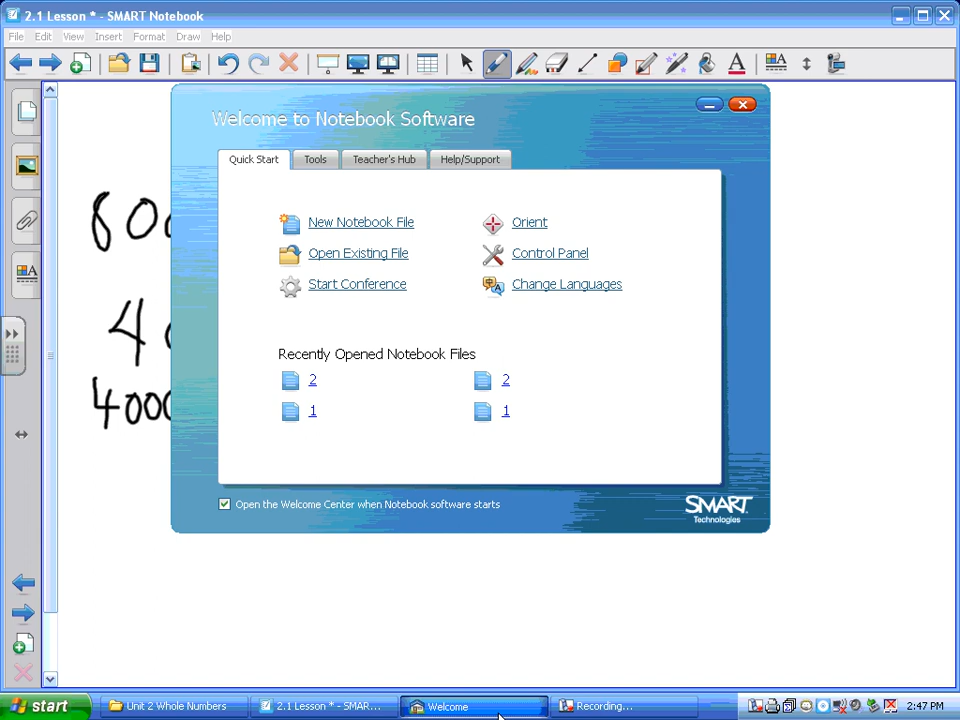 2.1 Lesson * - SMART Notebook
File Edit View Insert Format Draw Help
Welcome to Notebook Software
Quick Start Tools Teacher's Hub Help/Support
New Notebook File Orient
Open Existing File Control Panel
Start Conference Change Languages
Recently Opened Notebook Files
2 2
1 1
Open the Welcome Center when Notebook software starts
SMART
Technologies
800
40
4000
start Unit 2 Whole Numbers 2.1 Lesson * - SMAR... Welcome Recording... 2:47 PM